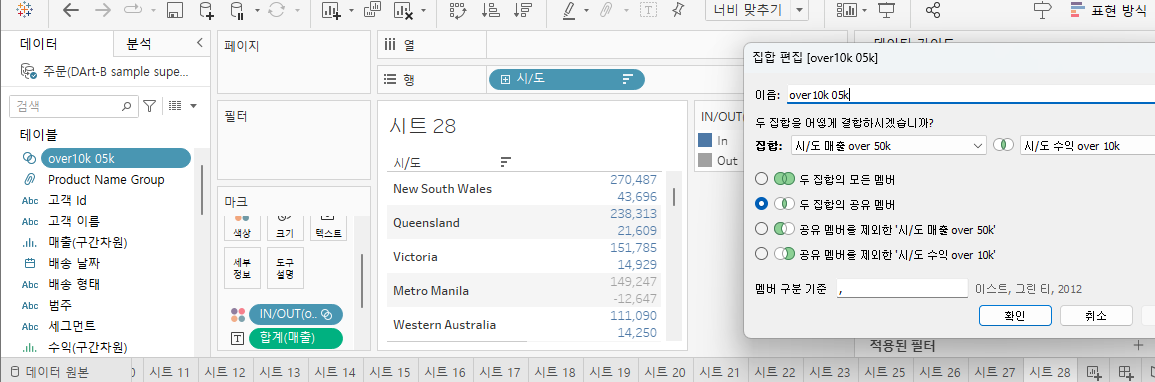 너비 맞추기
표현 방식
데이터
분석
주문(DArt-B sample supe...
검색
테이블
over10k 05k
Product Name Group
Abc 고객 Id
Abc 고객 이름
매출(구간차원)
배송 날짜
Abc 배송 형태
Abc 범주
Abc 세그먼트
수익(구간차원)
페이지
필터
마크
색상
크기
텍스트
세부 정보
도구 설명
IN/OUT(o..
합계(매출)
열
행
시/도
시트 28
시/도
New South Wales 270,487
43,696
Queensland 238,313
21,609
Victoria 151,785
14,929
Metro Manila 149,247
-12,647
Western Australia 111,090
14,250
IN/OUT(
In
Out
집합 편집 [over10k 05k]
이름: over10k 05k
두 집합을 어떻게 결합하시겠습니까?
집합: 시/도 매출 over 50k 시/도 수익 over 10k
두 집합의 모든 멤버
두 집합의 공유 멤버
공유 멤버를 제외한 '시/도 매출 over 50k'
공유 멤버를 제외한 '시/도 수익 over 10k'
멤버 구분 기준 , 이스트, 그린 티, 2012
확인
취소
적용된 필터
데이터 원본
시트 11
시트 12
시트 13
시트 14
시트 15
시트 16
시트 17
시트 18
시트 19
시트 20
시트 21
시트 22
시트 23
시트 24
시트 25
시트 26
시트 27
시트 28